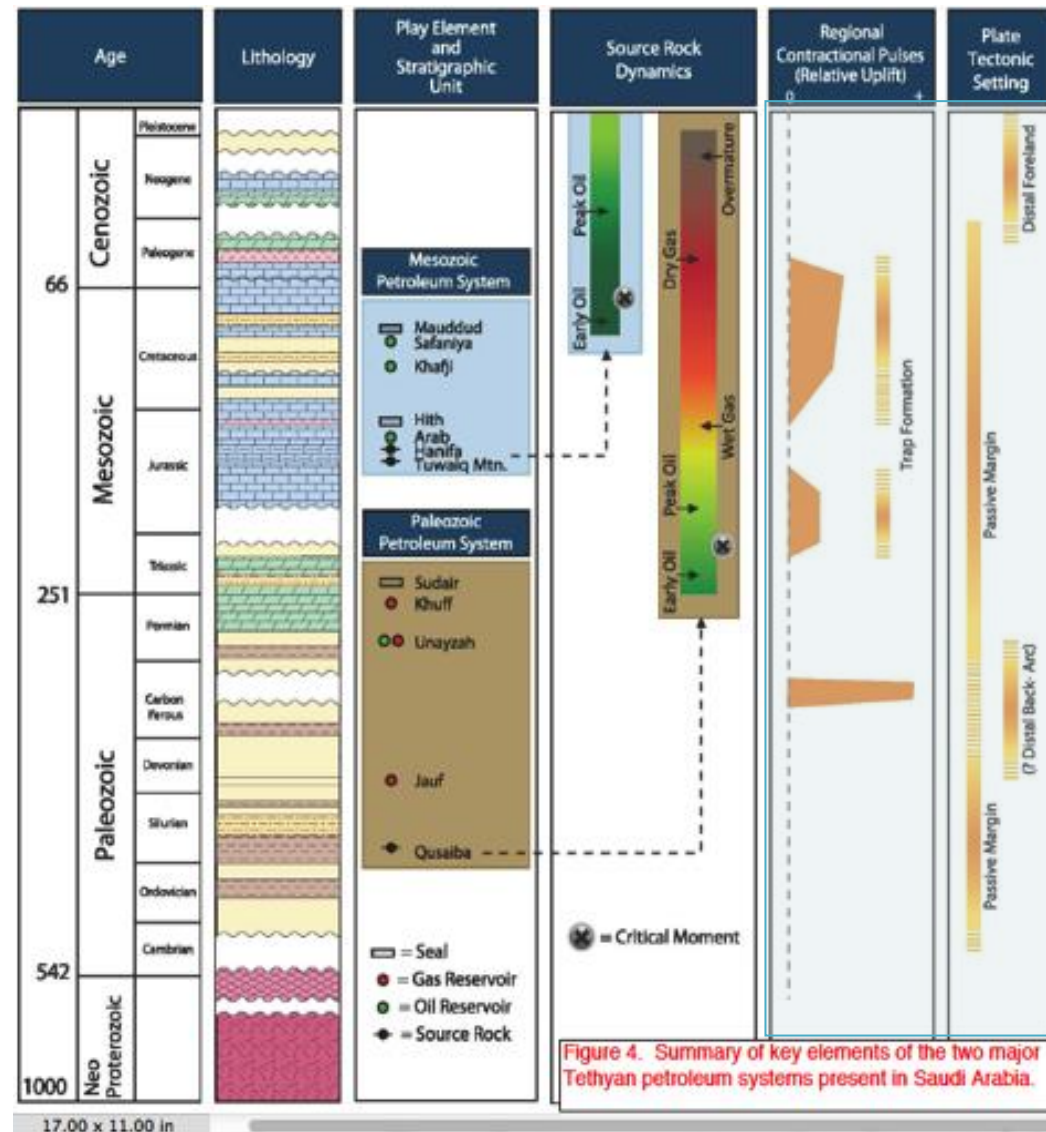 Age
Lithology
Play Element
and
Stratigraphic
Unit
Source Rock
Dynamics
Regional
Contractional Pulses
(Relative Uplift)
0 +
Plate
Tectonic
Setting
Cenozoic
Pleistocene
Neogene
Paleogene
66
Mesozoic
Cretaceous
Jurassic
Triassic
251
Paleozoic
Permian
Carbon
iferous
Devonian
Silurian
Ordovician
Cambrian
542
Neo
Proterozoic
1000
Mesozoic
Petroleum System
Mauddud
Safaniya
Khafji
Hith
Arab
Hanifa
Tuwaiq Mtn.
Paleozoic
Petroleum System
Sudair
Khuff
Unayzah
Jauf
Qusaiba
= Seal
= Gas Reservoir
= Oil Reservoir
= Source Rock
Peak Oil
Early Oil
Overmature
Dry Gas
Wet Gas
Peak Oil
Early Oil
= Critical Moment
Trap Formation
Distal Foreland
Passive Margin
(? Distal Back- Arc)
Passive Margin
Figure 4. Summary of key elements of the two major
Tethyan petroleum systems present in Saudi Arabia.
17.00 x 11.00 in